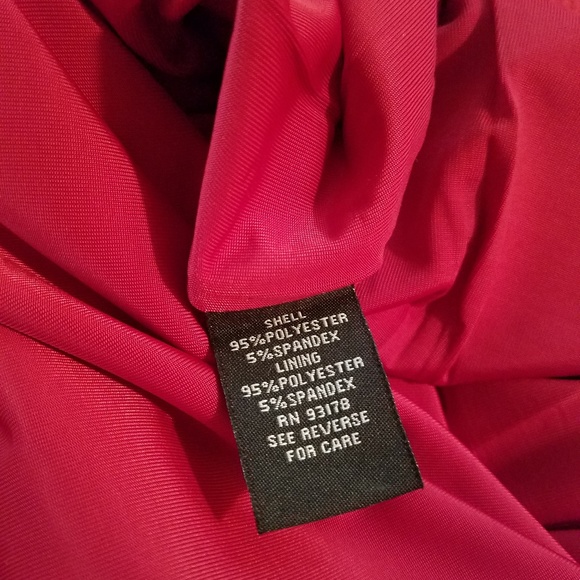 SHELL
95%POLYESTER
5%SPANDEX
LINING
95%POLYESTER
5%SPANDEX
RN 93178
SEE REVERSE
FOR CARE